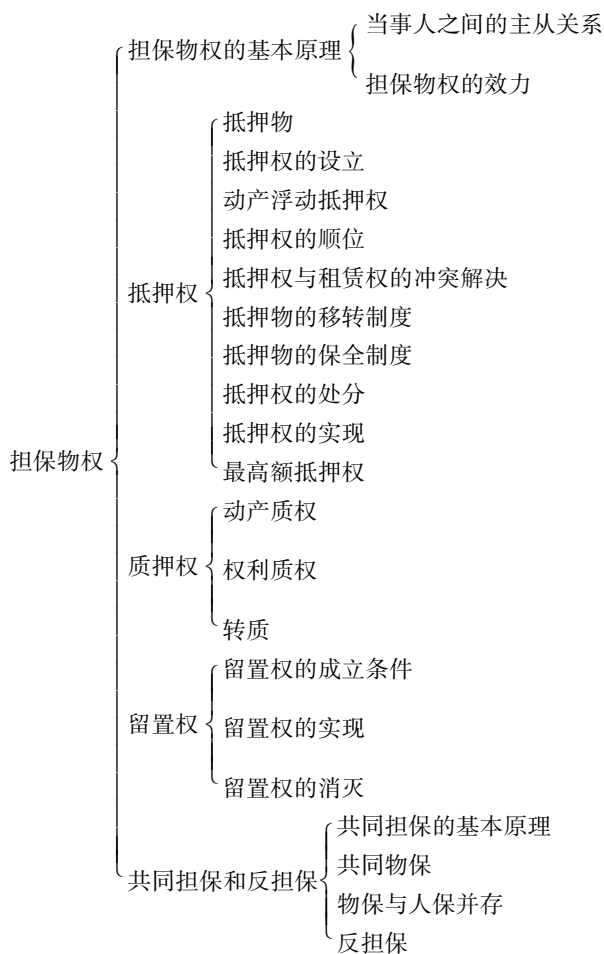 担保物权
担保物权的基本原理
当事人之间的主从关系
担保物权的效力
抵押权
抵押物
抵押权的设立
动产浮动抵押权
抵押权的顺位
抵押权与租赁权的冲突解决
抵押物的移转制度
抵押物的保全制度
抵押权的处分
抵押权的实现
最高额抵押权
质押权
动产质权
权利质权
转质
留置权
留置权的成立条件
留置权的实现
留置权的消灭
共同担保和反担保
共同担保的基本原理
共同物保
物保与人保并存
反担保